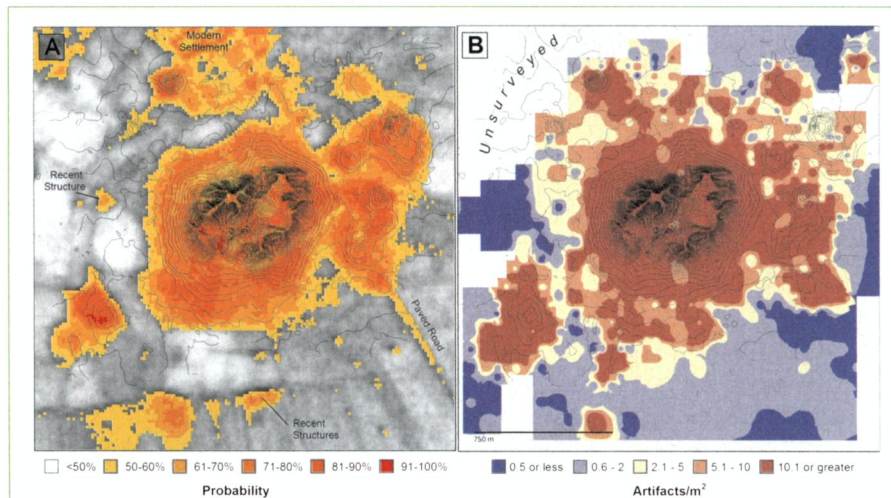 A
Modern
Settlement
Recent
Structure
Paved Road
Recent
Structures
<50% 50-60% 61-70% 71-80% 81-90% 91-100%
Probability
B
Unsurveyed
750 m
0.5 or less 0.6 - 2 2.1 - 5 5.1 - 10 10.1 or greater
Artifacts/m²